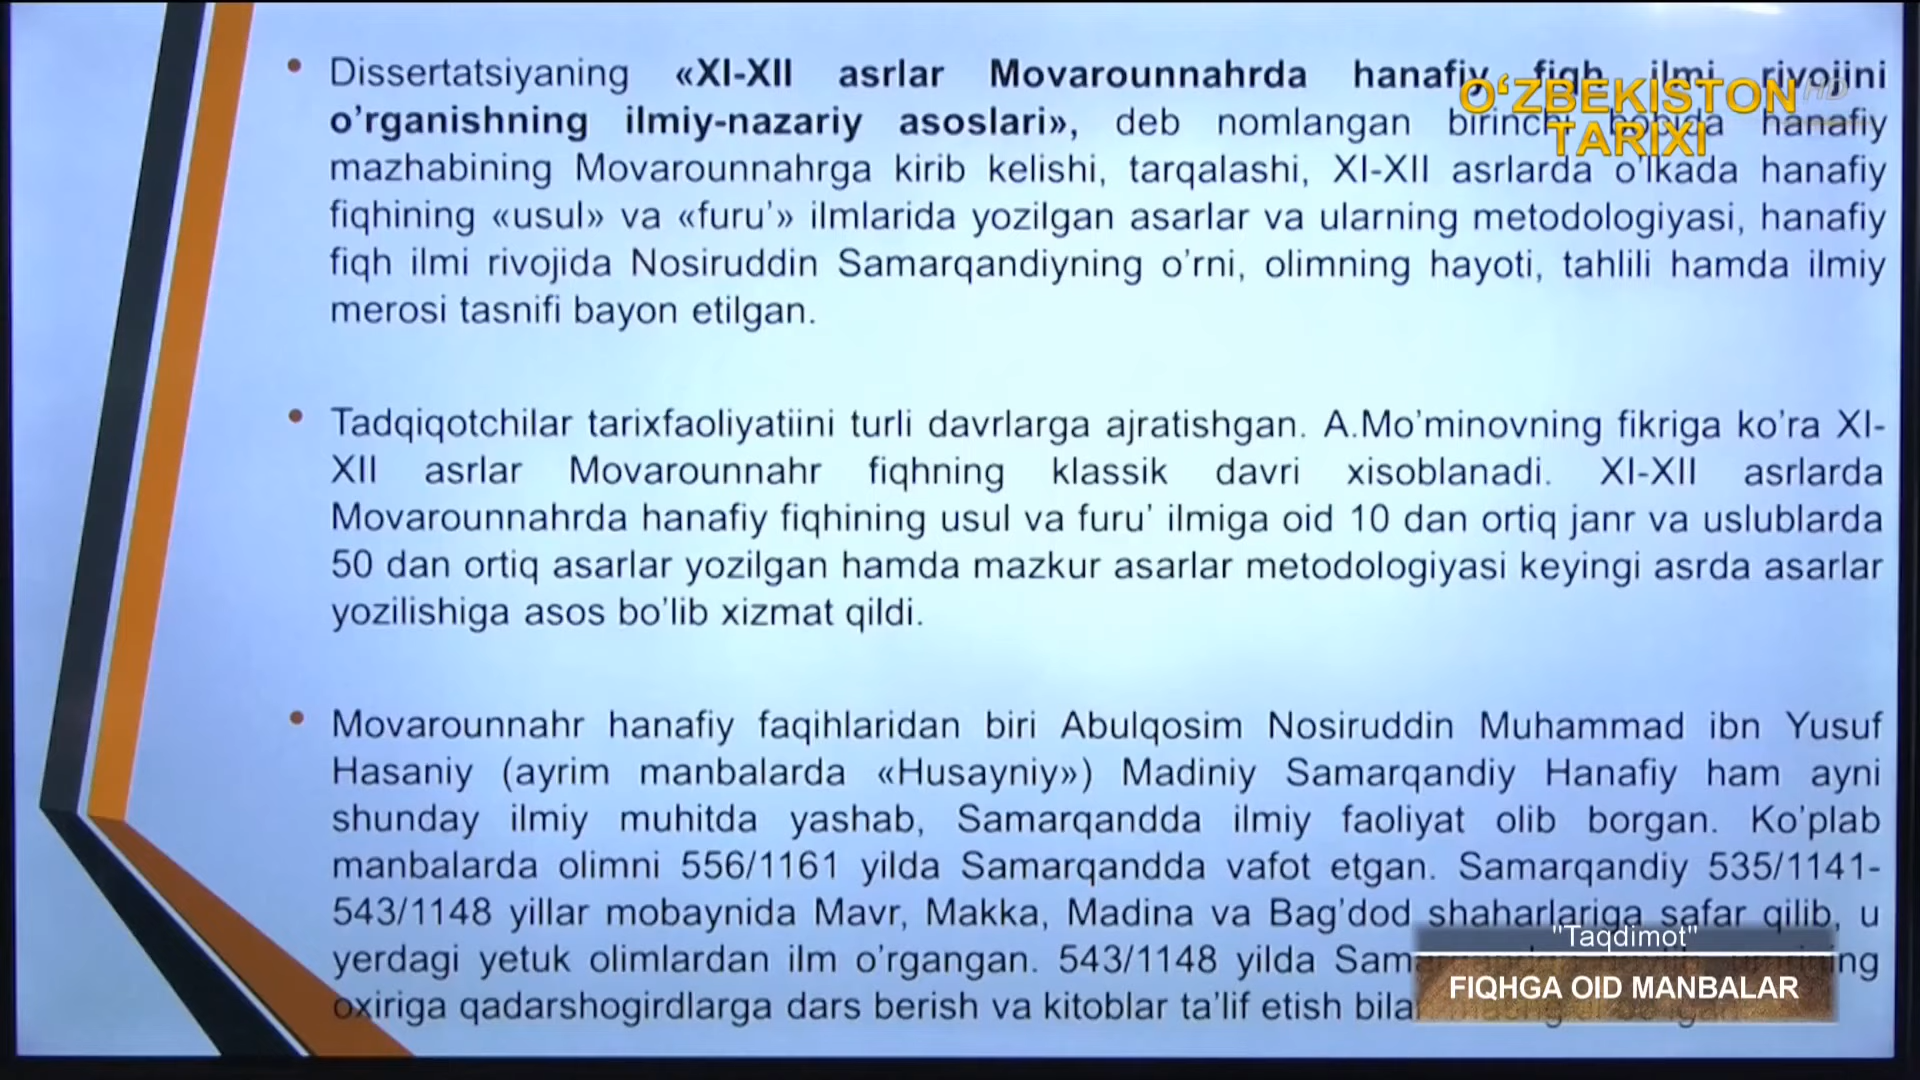 Dissertatsiyaning «XI-XII asrlar Movarounnahrda hanafiy fiqh ilmi rivojini
o’rganishning ilmiy-nazariy asoslari», deb nomlangan birinchi bobida hanafiy
mazhabining Movarounnahrga kirib kelishi, tarqalashi, XI-XII asrlarda o’lkada hanafiy
fiqhining «usul» va «furu’» ilmlarida yozilgan asarlar va ularning metodologiyasi, hanafiy
fiqh ilmi rivojida Nosiruddin Samarqandiyning o’rni, olimning hayoti, tahlili hamda ilmiy
merosi tasnifi bayon etilgan.
O‘ZBEKISTON HD
TARIXI
Tadqiqotchilar tarixfaoliyatiini turli davrlarga ajratishgan. A.Mo’minovning fikriga ko’ra XI-
XII asrlar Movarounnahr fiqhning klassik davri xisoblanadi. XI-XII asrlarda
Movarounnahrda hanafiy fiqhining usul va furu’ ilmiga oid 10 dan ortiq janr va uslublarda
50 dan ortiq asarlar yozilgan hamda mazkur asarlar metodologiyasi keyingi asrda asarlar
yozilishiga asos bo’lib xizmat qildi.
Movarounnahr hanafiy faqihlaridan biri Abulqosim Nosiruddin Muhammad ibn Yusuf
Hasaniy (ayrim manbalarda «Husayniy») Madiniy Samarqandiy Hanafiy ham ayni
shunday ilmiy muhitda yashab, Samarqandda ilmiy faoliyat olib borgan. Ko’plab
manbalarda olimni 556/1161 yilda Samarqandda vafot etgan. Samarqandiy 535/1141-
543/1148 yillar mobaynida Mavr, Makka, Madina va Bag’dod shaharlariga safar qilib, u
yerdagi yetuk olimlardan ilm o’rgangan. 543/1148 yilda
oxiriga qadarshogirdlarga dars berish va kitoblar ta’lif etish
"Taqdimot"
FIQHGA OID MANBALAR